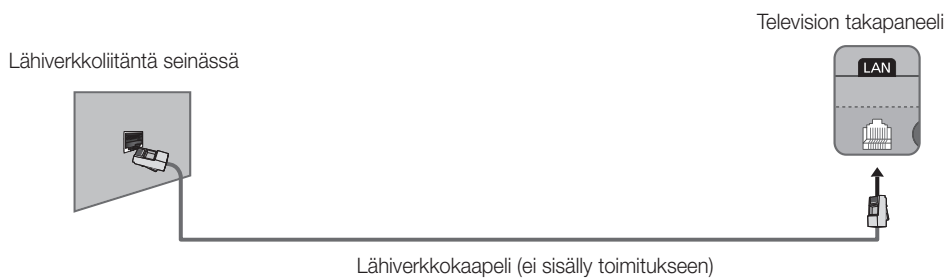 Television takapaneeli
Lähiverkkoliitäntä seinässä
LAN
Lähiverkkokaapeli (ei sisälly toimitukseen)